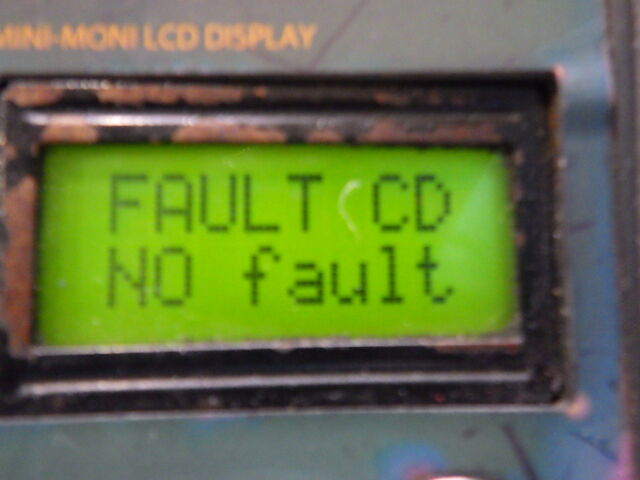 MINI-MONI LCD DISPLAY
FAULT CD
NO fault